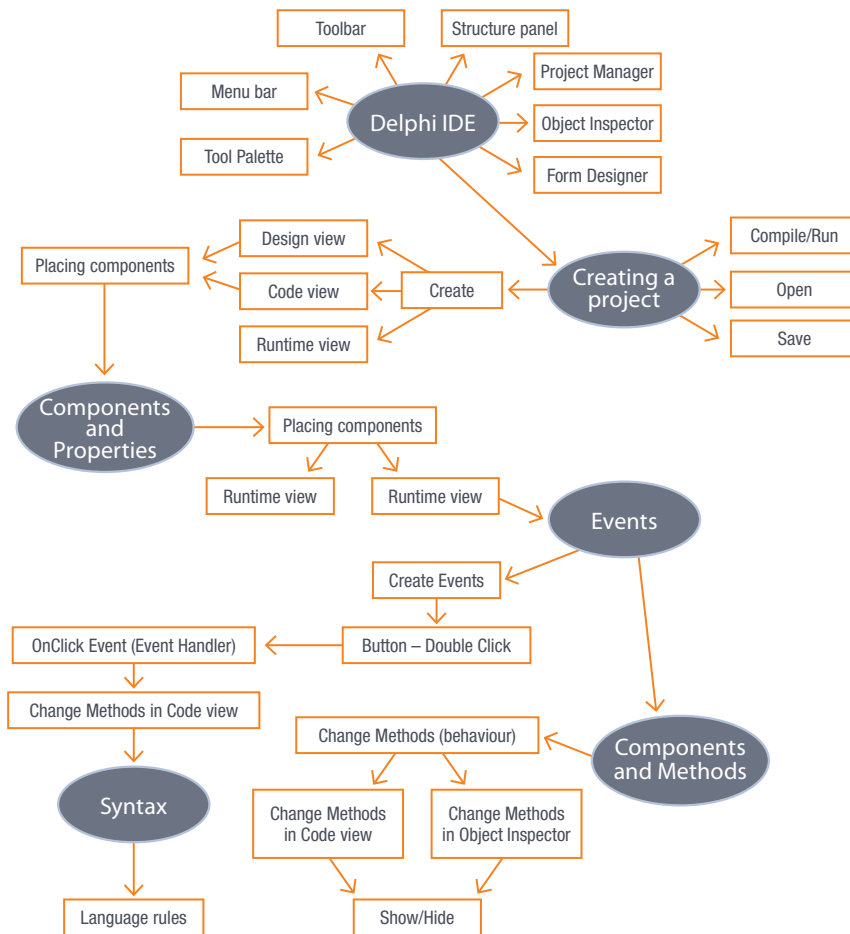 Toolbar
Structure panel
Menu bar
Project Manager
Delphi IDE
Object Inspector
Tool Palette
Form Designer
Design view
Compile/Run
Placing components
Code view
Create
Creating a
project
Open
Runtime view
Save
Components
and
Properties
Placing components
Runtime view
Runtime view
Events
Create Events
OnClick Event (Event Handler)
Button – Double Click
Change Methods in Code view
Change Methods (behaviour)
Components
and Methods
Syntax
Change Methods
in Code view
Change Methods
in Object Inspector
Language rules
Show/Hide